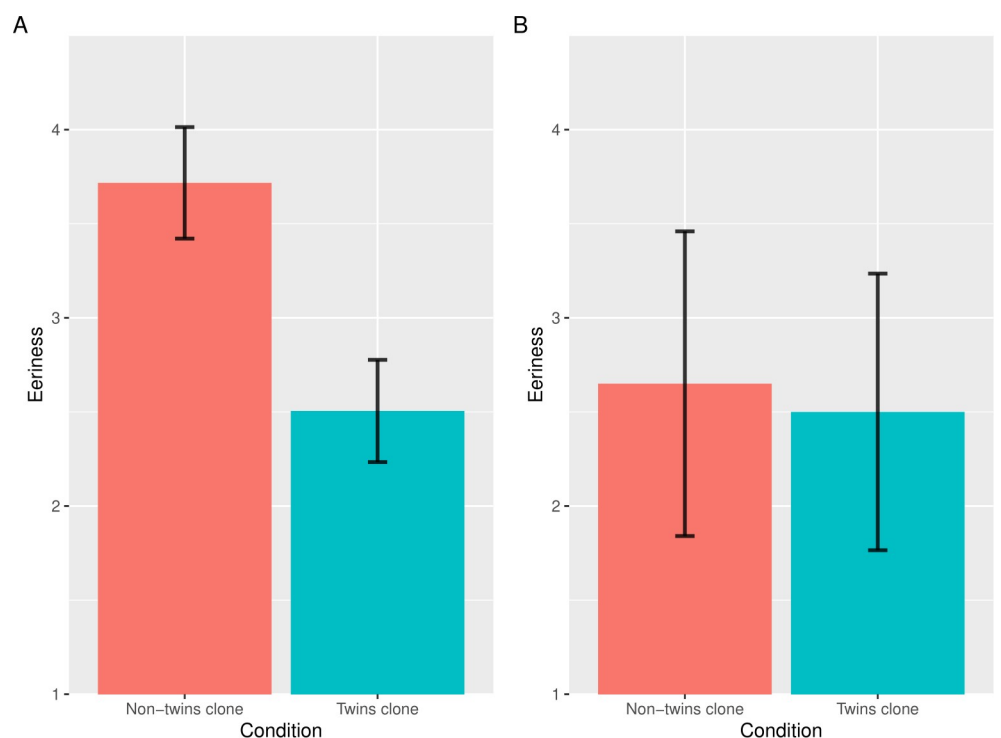 A
Eeriness
4
3
2
1
Non−twins clone
Twins clone
Condition
B
Eeriness
4
3
2
1
Non−twins clone
Twins clone
Condition